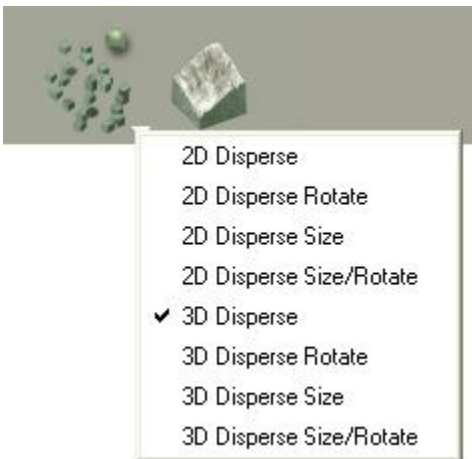 2D Disperse
2D Disperse Rotate
2D Disperse Size
2D Disperse Size/Rotate
3D Disperse
3D Disperse Rotate
3D Disperse Size
3D Disperse Size/Rotate